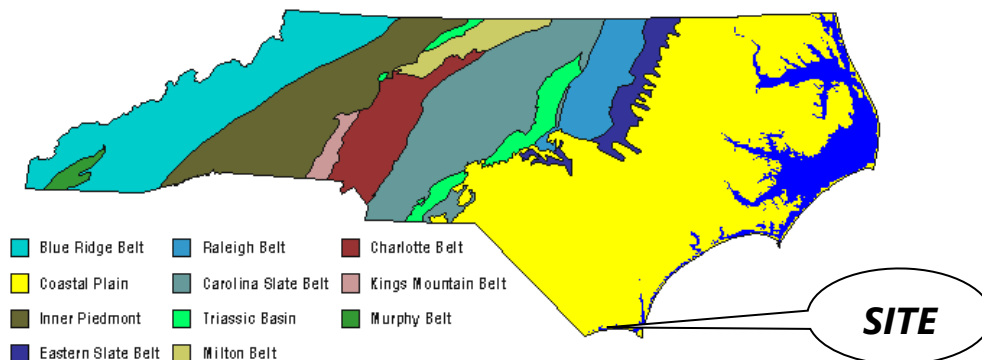 Blue Ridge Belt Raleigh Belt Charlotte Belt
Coastal Plain Carolina Slate Belt Kings Mountain Belt
Inner Piedmont Triassic Basin Murphy Belt
Eastern Slate Belt Milton Belt
SITE